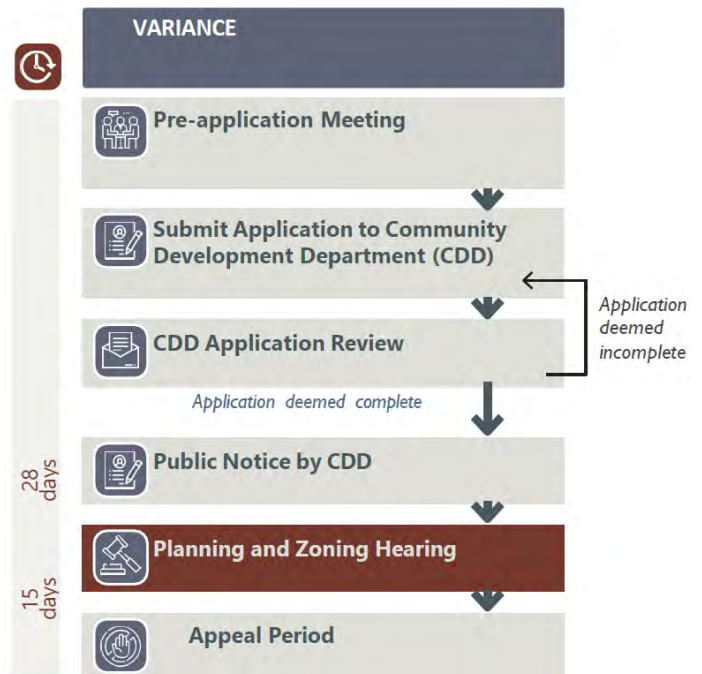 VARIANCE
Pre-application Meeting
Submit Application to Community
Development Department (CDD)
Application
deemed
incomplete
CDD Application Review
Application deemed complete
Public Notice by CDD
28
days
Planning and Zoning Hearing
15
days
Appeal Period